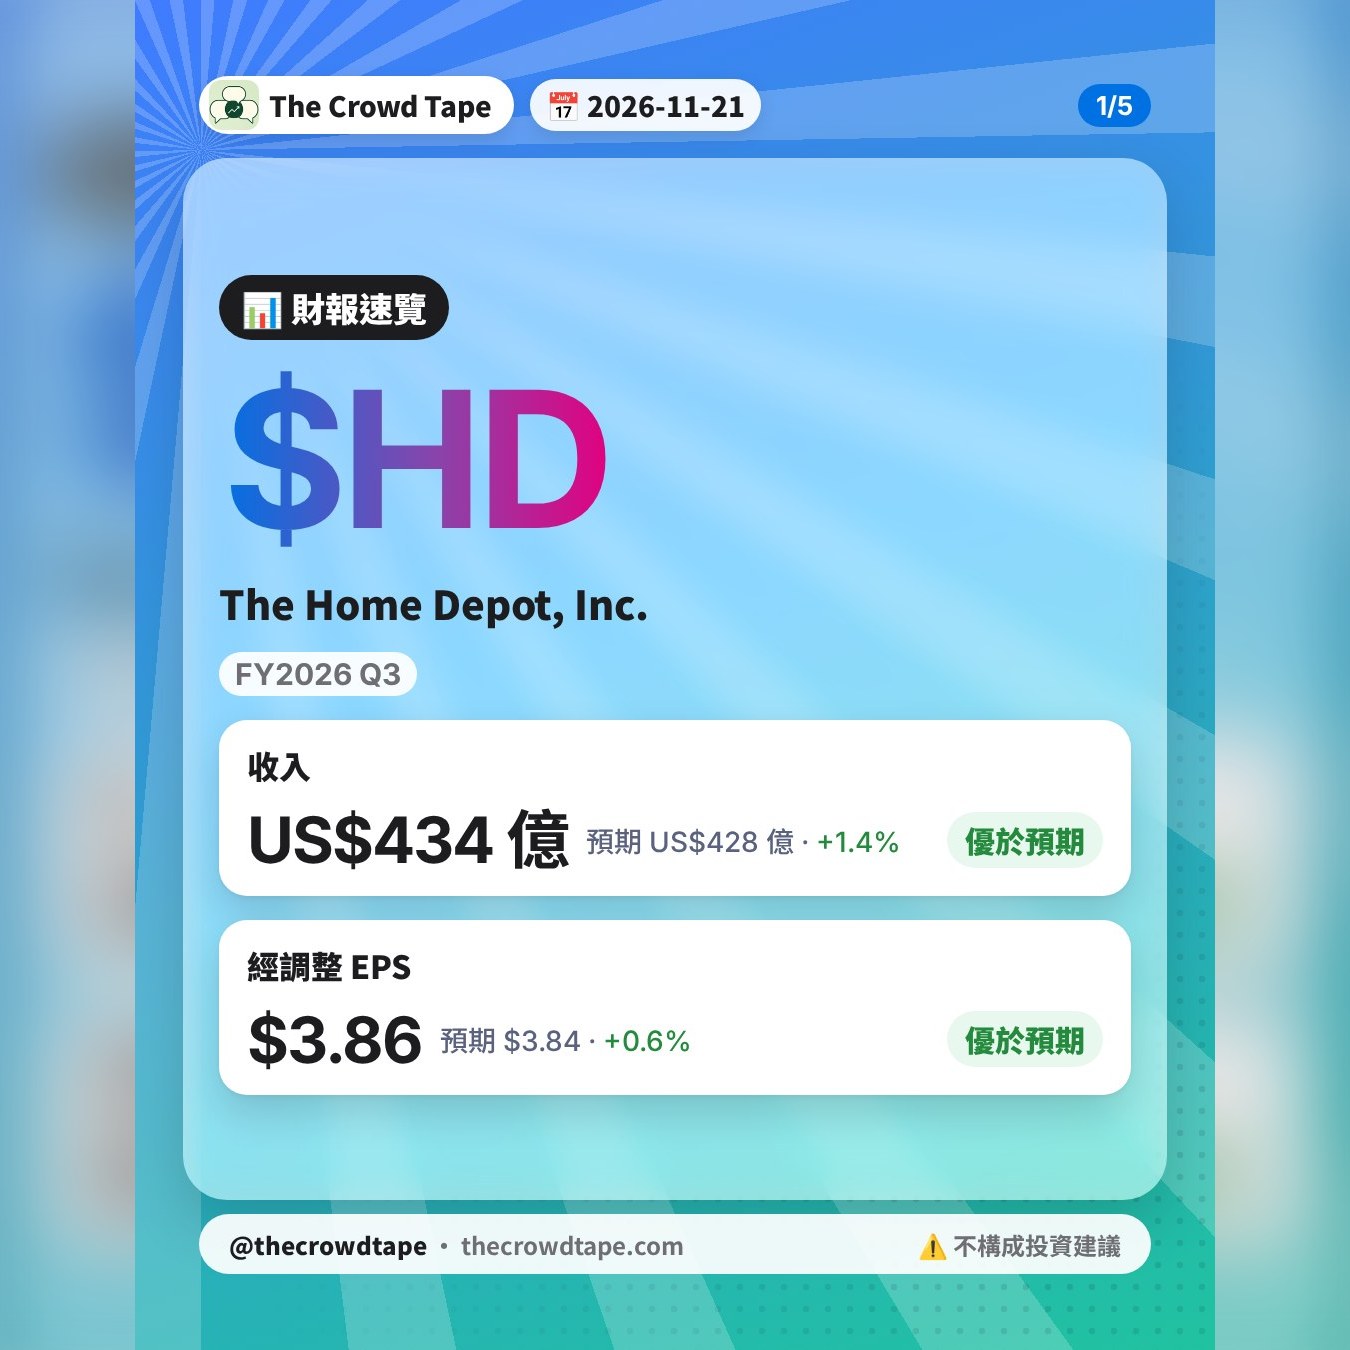 The Crowd Tape
2026-11-21
1/5
財報速覽
$HD
The Home Depot, Inc.
FY2026 Q3
收入
US$434 億 預期 US$428 億 · +1.4% 優於預期
經調整 EPS
$3.86 預期 $3.84 · +0.6% 優於預期
@thecrowdtape · thecrowdtape.com ⚠️ 不構成投資建議